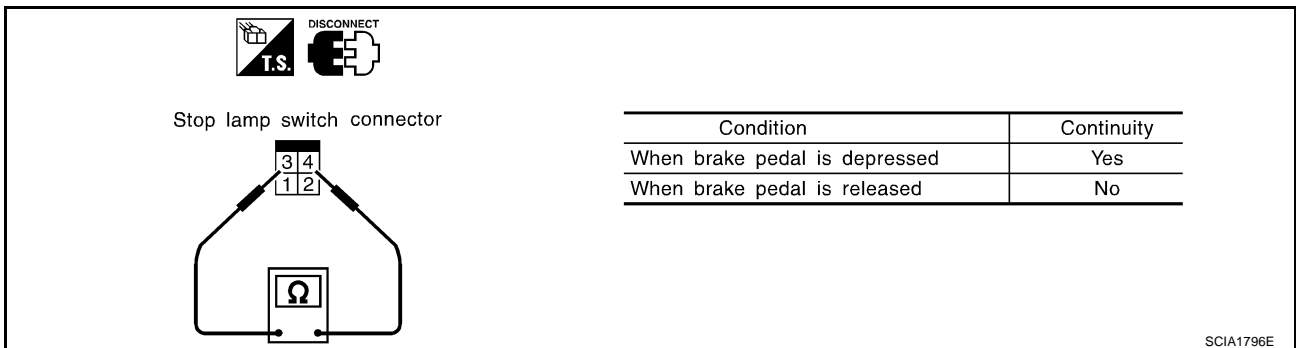 DISCONNECT
T.S.
Stop lamp switch connector
3 4
1 2
Ω
Condition Continuity
When brake pedal is depressed Yes
When brake pedal is released No
SCIA1796E